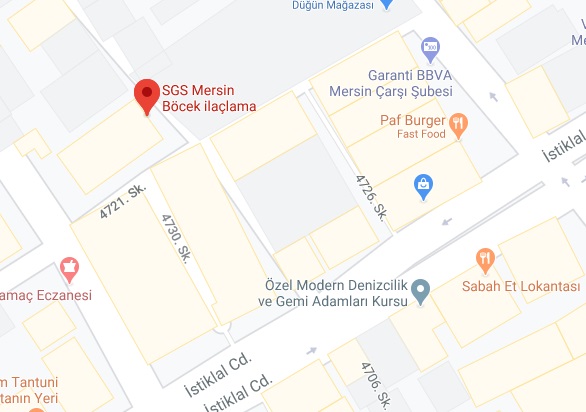 Düğün Mağazası
SGS Mersin
Böcek ilaçlama
Garanti BBVA
Mersin Çarşı Şubesi
Paf Burger
Fast Food
İstiklal
4721. Sk.
4730. Sk.
4726. Sk.
amaç Eczanesi
Özel Modern Denizcilik
ve Gemi Adamları Kursu
Sabah Et Lokantası
İstiklal Cd.
İstiklal Cd.
4706. Sk.
m Tantuni
tanın Yeri